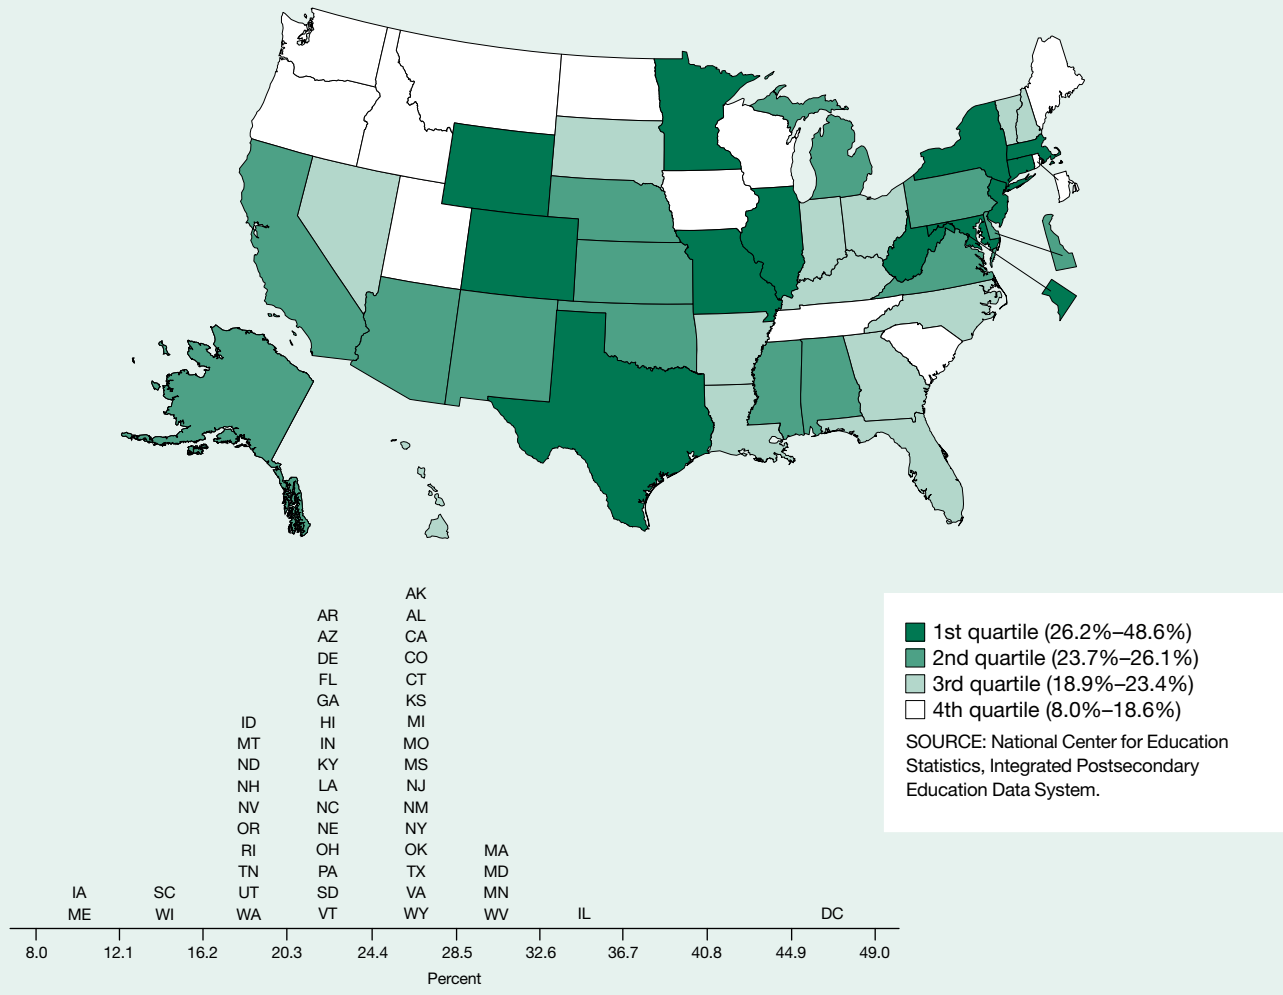 AK
AR AL
AZ CA
DE CO
FL CT
GA KS
ID HI MI
MT IN MO
ND KY MS
NH LA NJ
NV NC NM
OR NE NY
RI OH OK MA
TN PA TX MD
IA SC UT SD VA MN
ME WI WA VT WY WV IL DC
8.0 12.1 16.2 20.3 24.4 28.5 32.6 36.7 40.8 44.9 49.0
Percent
1st quartile (26.2%–48.6%)
2nd quartile (23.7%–26.1%)
3rd quartile (18.9%–23.4%)
4th quartile (8.0%–18.6%)
SOURCE: National Center for Education
Statistics, Integrated Postsecondary
Education Data System.